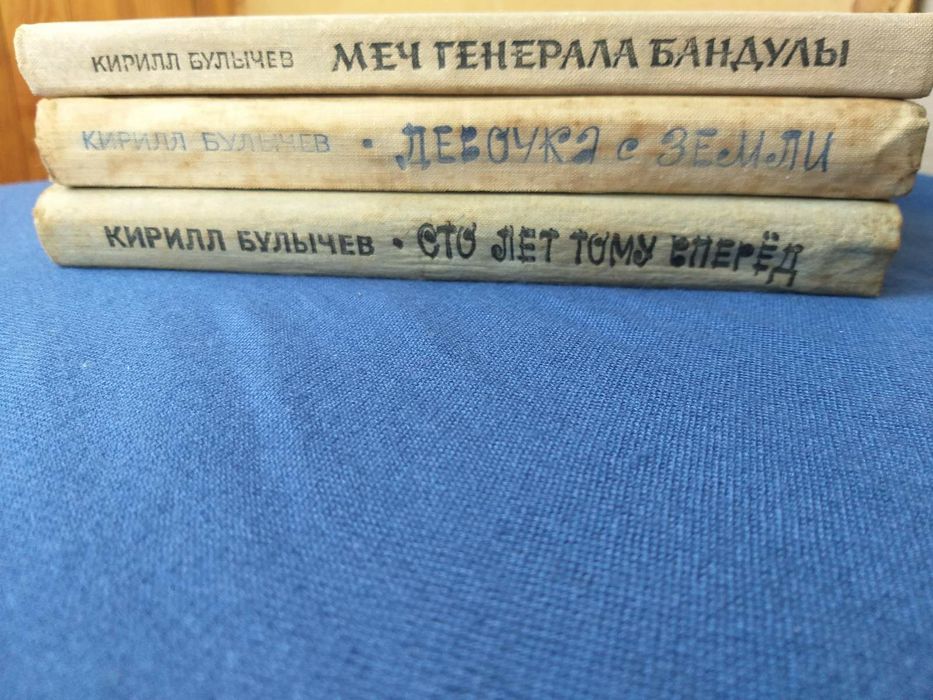 КИРИЛЛ БУЛЫЧЕВ МЕЧ ГЕНЕРАЛА БАНДУЛЫ
КИРИЛЛ БУЛЫЧЕВ • ДЕВОЧКА С ЗЕМЛИ
КИРИЛЛ БУЛЫЧЕВ • СТО ЛЕТ ТОМУ ВПЕРЁД